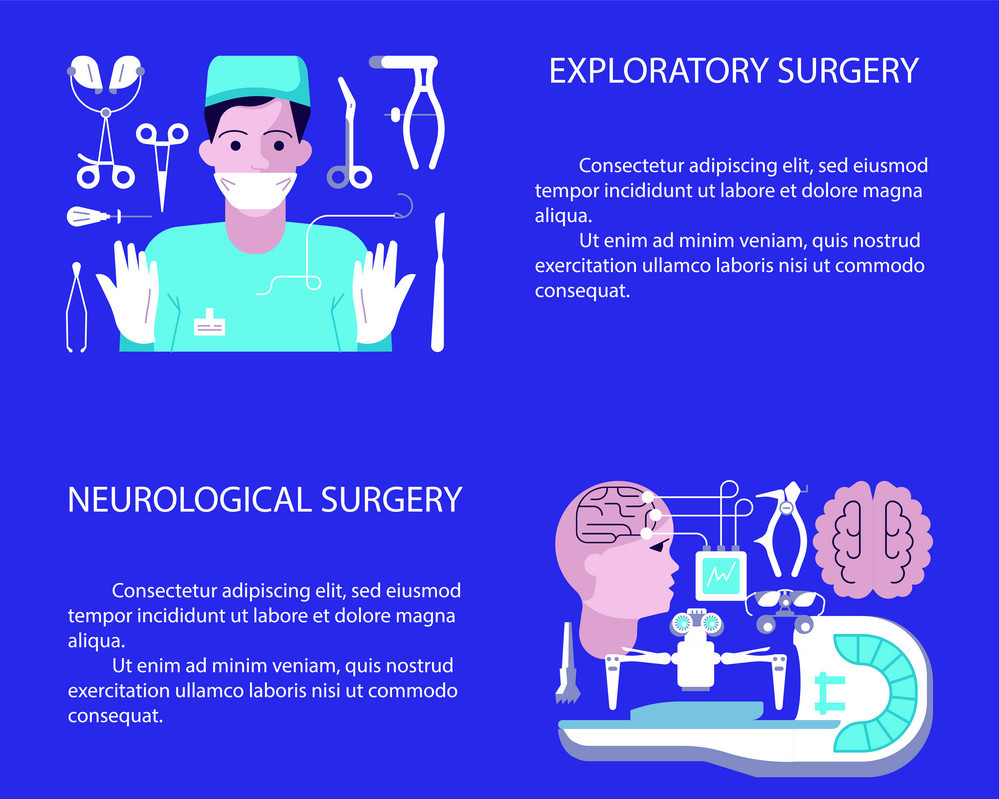 EXPLORATORY SURGERY
Consectetur adipiscing elit, sed eiusmod
tempor incididunt ut labore et dolore magna
aliqua.
Ut enim ad minim veniam, quis nostrud
exercitation ullamco laboris nisi ut commodo
consequat.
NEUROLOGICAL SURGERY
Consectetur adipiscing elit, sed eiusmod
tempor incididunt ut labore et dolore magna
aliqua.
Ut enim ad minim veniam, quis nostrud
exercitation ullamco laboris nisi ut commodo
consequat.